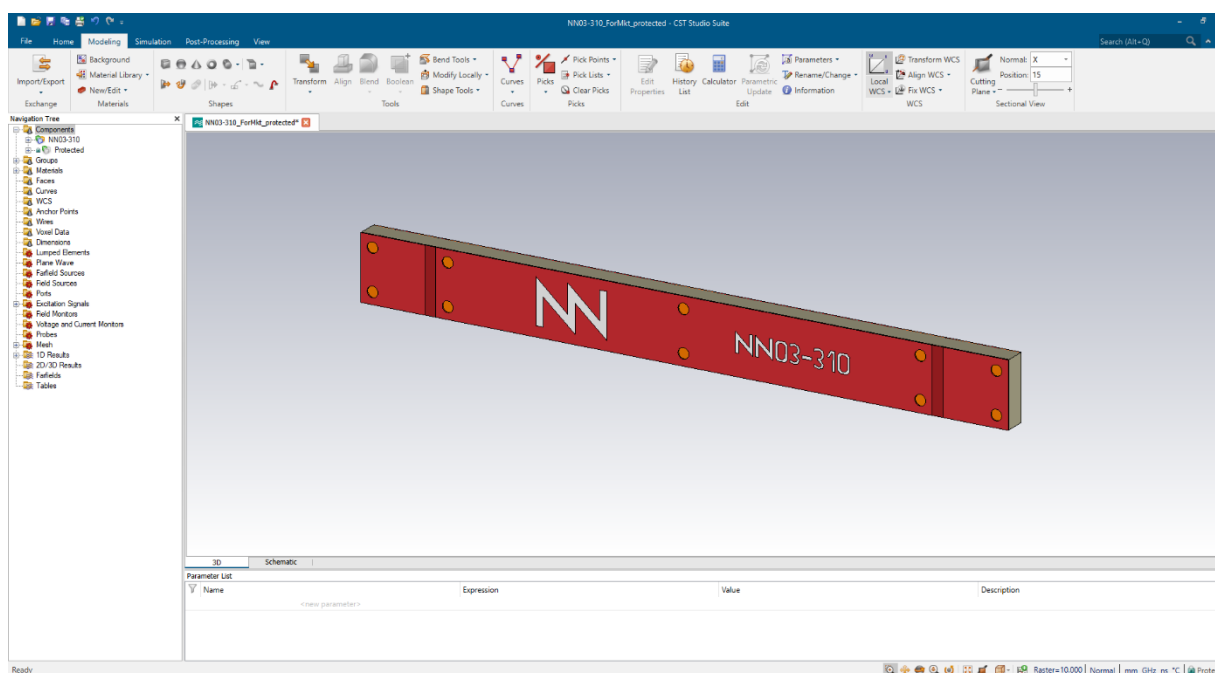 NN03-310_ForMkt_protected - CST Studio Suite
File Home Modeling Simulation Post-Processing View Search (Alt+Q)
Import/Export
Background
Material Library
New/Edit
Transform Align Blend Boolean
Bend Tools
Modify Locally
Shape Tools
Curves
Picks
Pick Points
Pick Lists
Clear Picks
Edit Properties
History List
Calculator
Parametric Update
Parameters
Rename/Change
Information
Local WCS
Transform WCS
Align WCS
Fix WCS
Cutting Plane
Normal: X
Position: 15
Exchange Materials Shapes Tools Curves Picks Edit WCS Sectional View
Navigation Tree
NN03-310_ForMkt_protected*
Components
NN03-310
Protected
Groups
Materials
Faces
Curves
WCS
Anchor Points
Wires
Voxel Data
Dimensions
Lumped Elements
Plane Wave
Farfield Sources
Field Sources
Ports
Excitation Signals
Field Monitors
Voltage and Current Monitors
Probes
Mesh
1D Results
2D/3D Results
Farfields
Tables
NN
NN03-310
3D Schematic
Parameter List
Name Expression Value Description
<new parameter>
Ready Raster=10.000 Normal mm GHz ns °C Prote